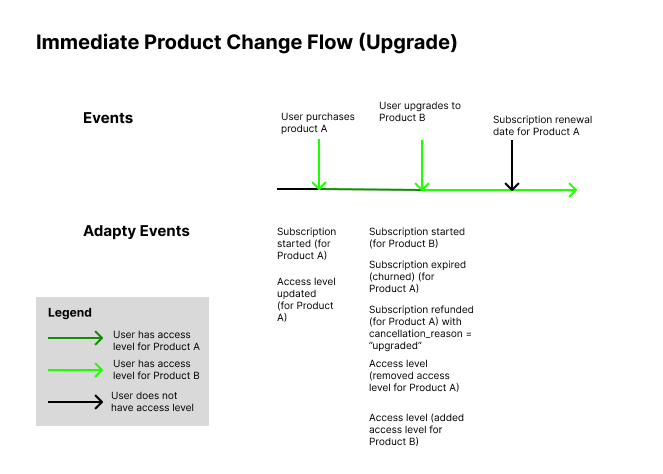 Immediate Product Change Flow (Upgrade)
Events
User purchases
product A
User upgrades to
Product B
Subscription renewal
date for Product A
Adapty Events
Subscription
started (for
Product A)
Access level
updated
(for Product
A)
Subscription started
(for Product B)
Subscription expired
(churned) (for
Product A)
Subscription refunded
(for Product A) with
cancellation_reason =
“upgraded”
Access level
(removed access
level for Product A)
Access level (added
access level for
Product B)
Legend
User has access
level for Product A
User has access
level for Product B
User does not
have access level